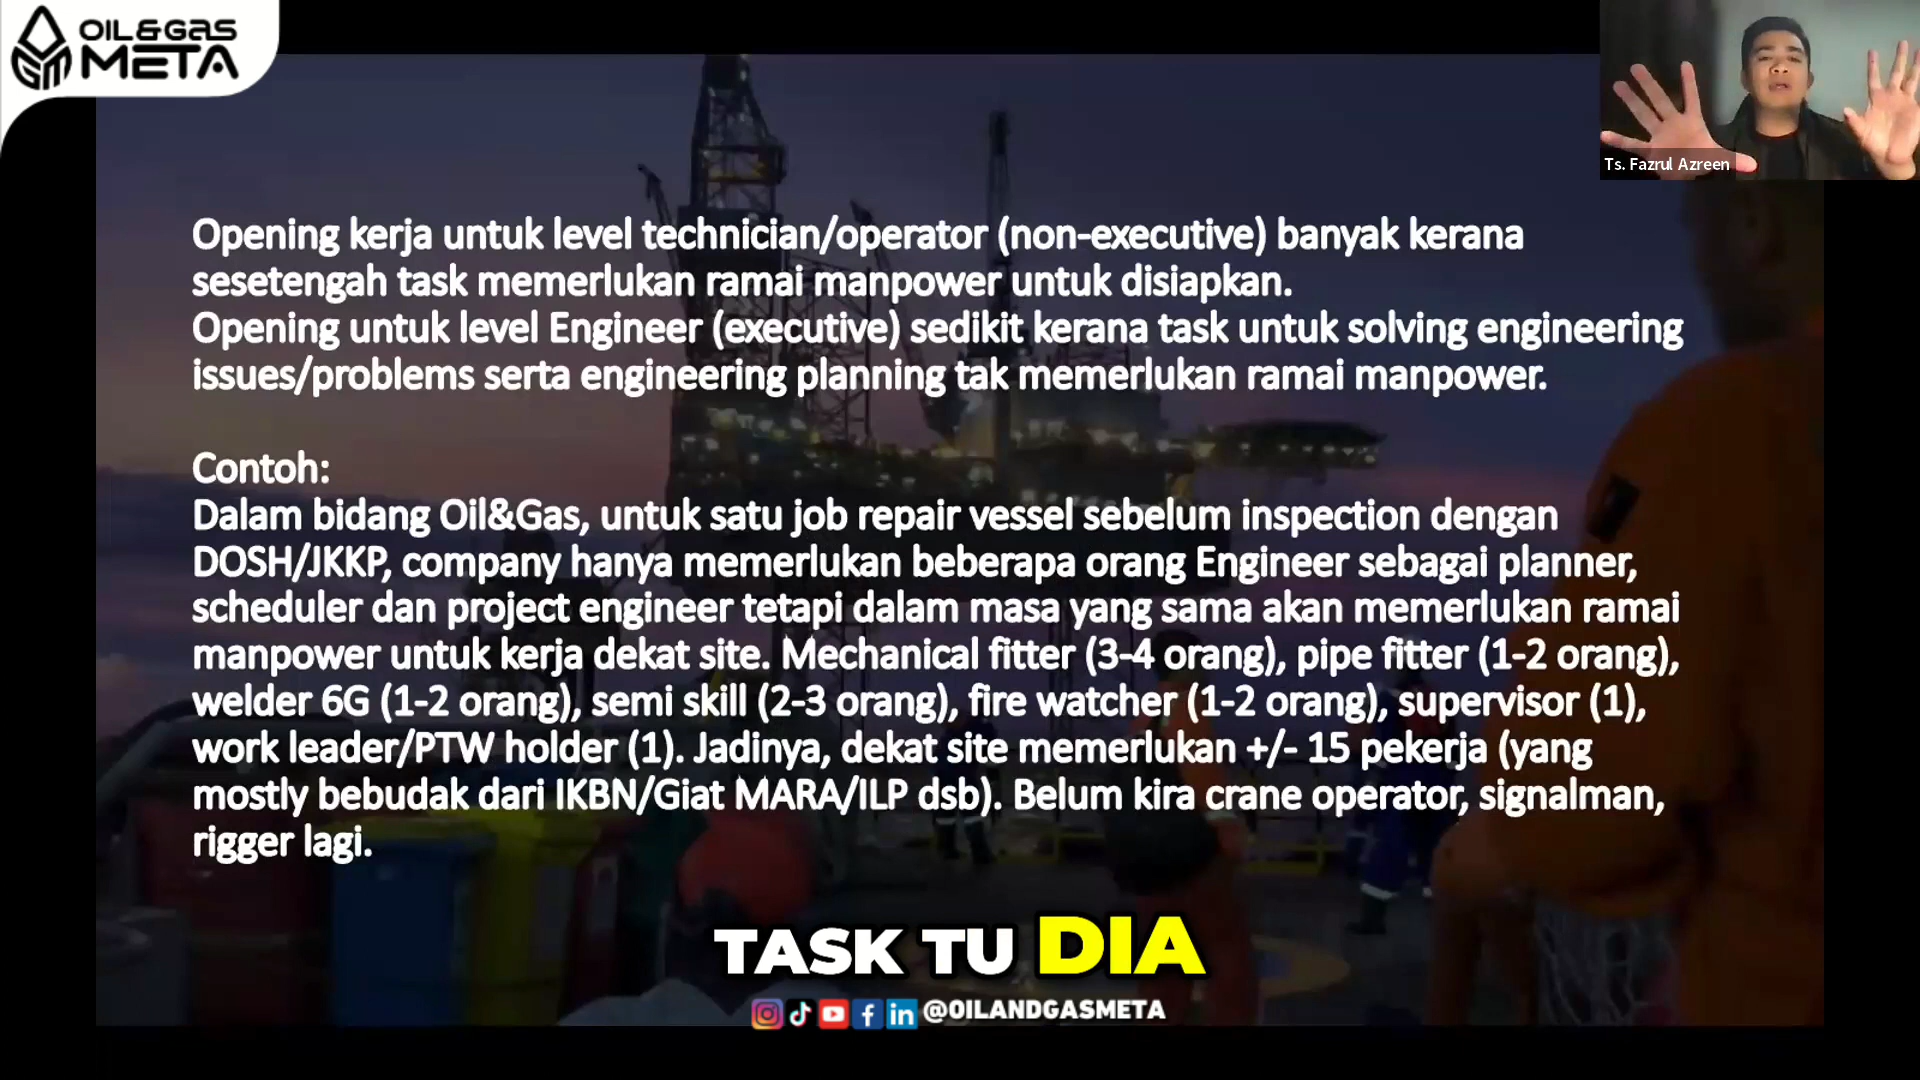 OIL&GAS
META
Ts. Fazrul Azreen
Opening kerja untuk level technician/operator (non-executive) banyak kerana
sesetengah task memerlukan ramai manpower untuk disiapkan.
Opening untuk level Engineer (executive) sedikit kerana task untuk solving engineering
issues/problems serta engineering planning tak memerlukan ramai manpower.
Contoh:
Dalam bidang Oil&Gas, untuk satu job repair vessel sebelum inspection dengan
DOSH/JKKP, company hanya memerlukan beberapa orang Engineer sebagai planner,
scheduler dan project engineer tetapi dalam masa yang sama akan memerlukan ramai
manpower untuk kerja dekat site. Mechanical fitter (3-4 orang), pipe fitter (1-2 orang),
welder 6G (1-2 orang), semi skill (2-3 orang), fire watcher (1-2 orang), supervisor (1),
work leader/PTW holder (1). Jadinya, dekat site memerlukan +/- 15 pekerja (yang
mostly bebudak dari IKBN/Giat MARA/ILP dsb). Belum kira crane operator, signalman,
rigger lagi.
TASK TU DIA
@OILANDGASMETA